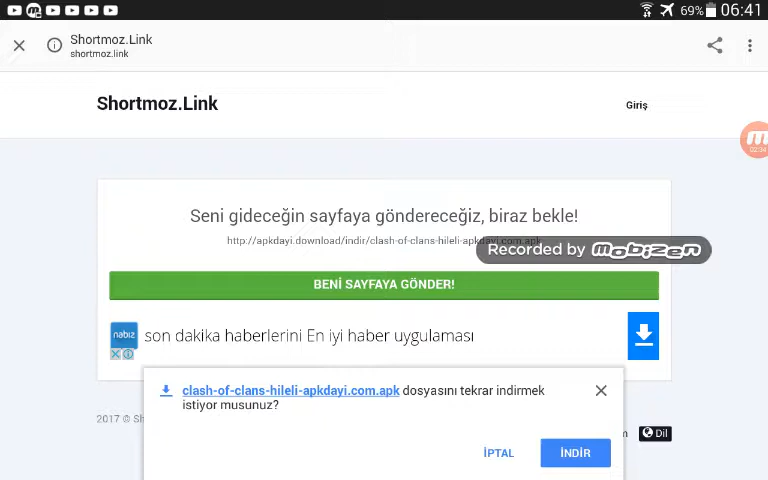 69% 06:41
Shortmoz.Link
shortmoz.link
Shortmoz.Link
Giriş
02:34
Seni gideceğin sayfaya göndereceğiz, biraz bekle!
http://apkdayi.download/indir/clash-of-clans-hileli-apkdayi.com.apk
Recorded by mobizen
BENİ SAYFAYA GÖNDER!
nabız
son dakika haberlerini En iyi haber uygulaması
clash-of-clans-hileli-apkdayi.com.apk dosyasını tekrar indirmek
istiyor musunuz?
2017 © Sh
Dil
İPTAL
İNDİR